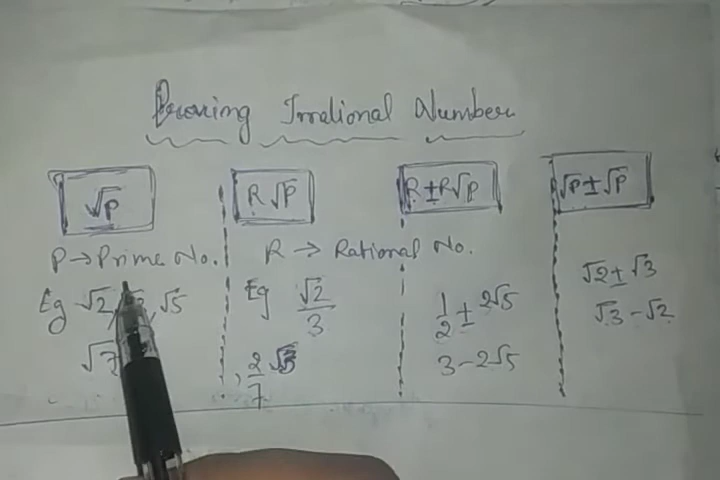 Proving Irrational Number
√P
R√P
R±R√P
√P±√P
P→Prime No.
R→Rational No.
Eg √2, √5
√7
Eg √2/3
, 2/7
1/2 ± 2√5
3-2√5
√2±√3
√3-√2